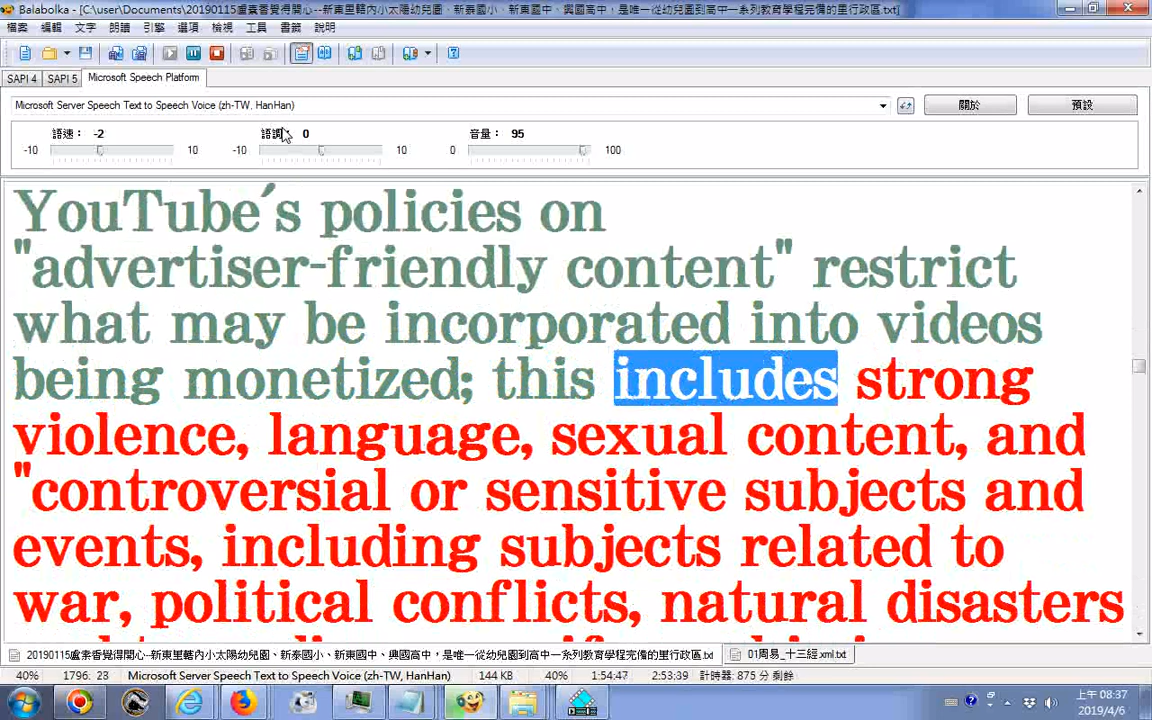 Balabolka - [C:\user\Documents\20190115盧素香覺得開心--新東里轄內小太陽幼兒園、新泰國小、新東國中、興國高中，是唯一從幼兒園到高中一系列教育學程完備的里行政區.txt]
檔案 編輯 文字 朗讀 引擎 選項 檢視 工具 書籤 說明
SAPI 4 SAPI 5 Microsoft Speech Platform
Microsoft Server Speech Text to Speech Voice (zh-TW, HanHan) 關於 預設
語速： -2 語調： 0 音量： 95
-10 10 -10 10 0 100
YouTube's policies on
"advertiser-friendly content" restrict
what may be incorporated into videos
being monetized; this includes strong
violence, language, sexual content, and
"controversial or sensitive subjects and
events, including subjects related to
war, political conflicts, natural disasters
20190115盧素香覺得開心--新東里轄內小太陽幼兒園、新泰國小、新東國中、興國高中，是唯一從幼兒園到高中一系列教育學程完備的里行政區.txt 01周易_十三經.xml.txt
40% 1796: 23 Microsoft Server Speech Text to Speech Voice (zh-TW, HanHan) 40% 1:54:47 2:53:39 計時器: 875 分 剩餘
上午 08:37
2019/4/6